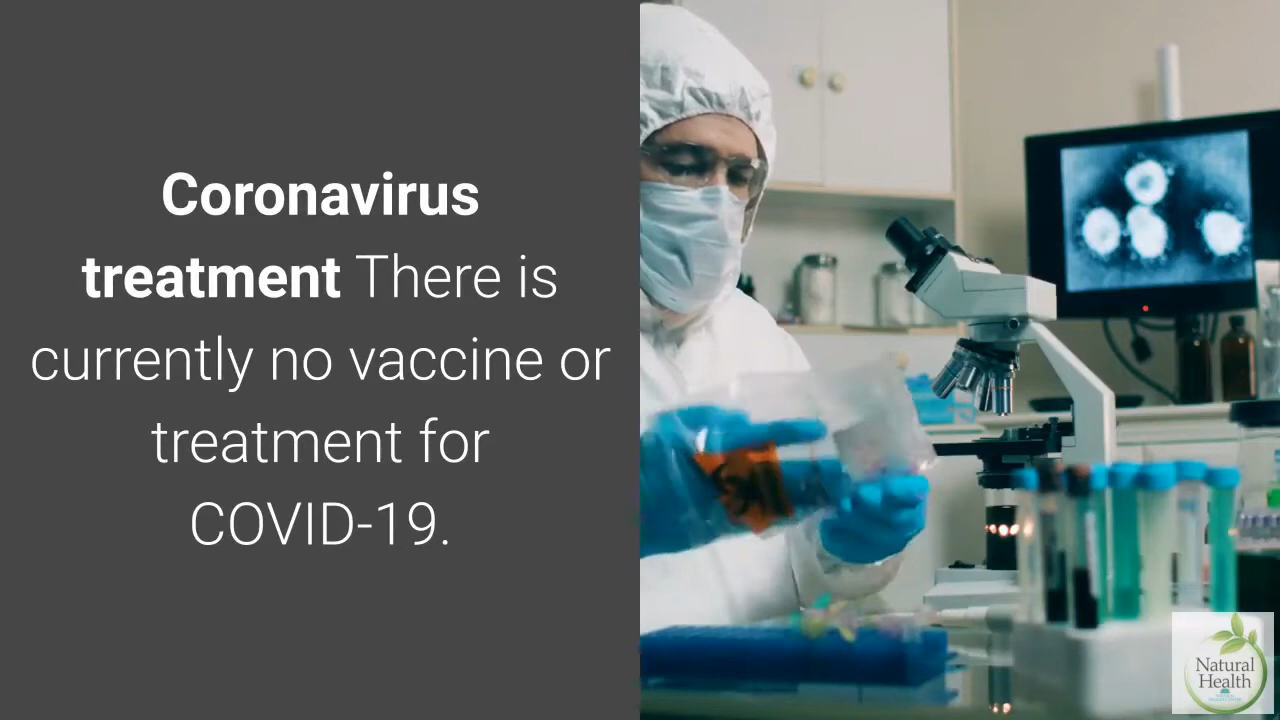 Coronavirus
treatment There is
currently no vaccine or
treatment for
COVID-19.
Natural
Health